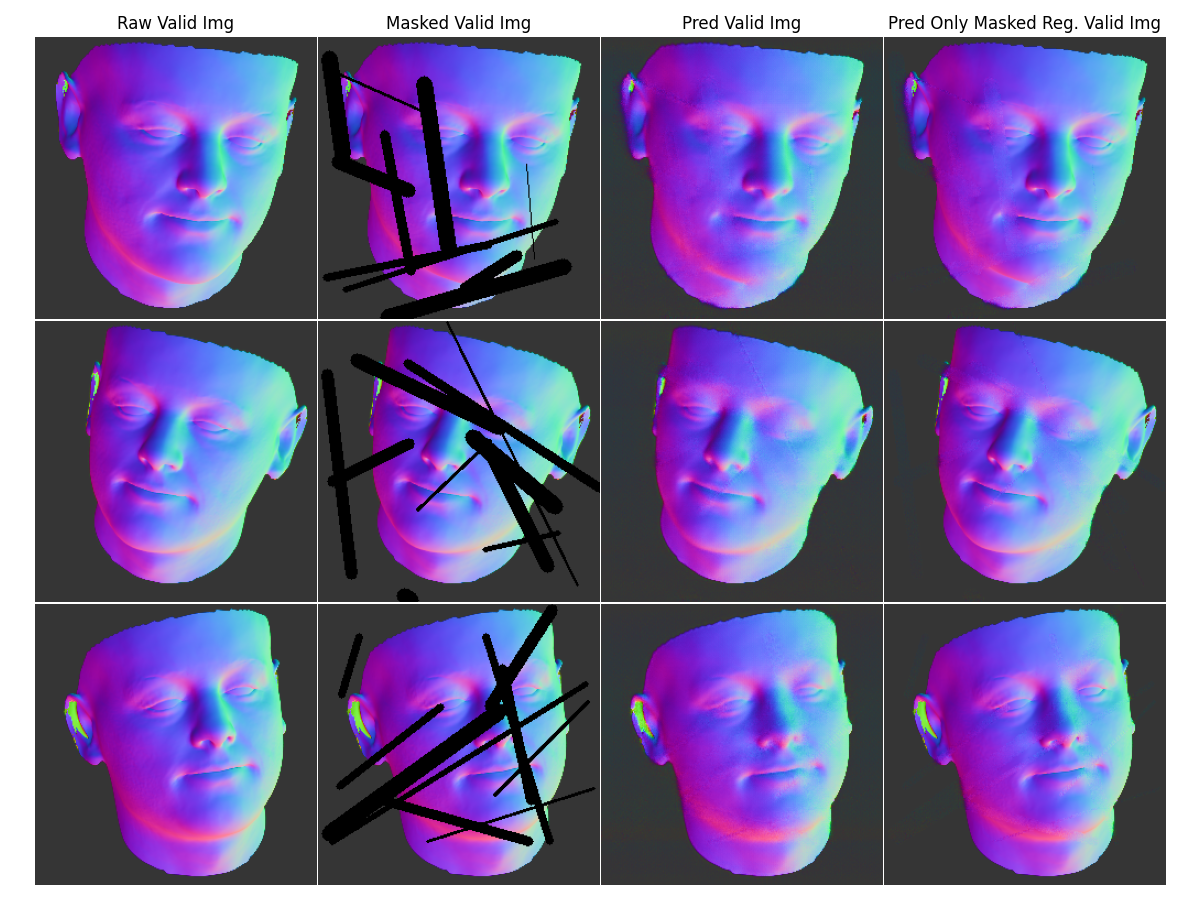 Raw Valid Img
Masked Valid Img
Pred Valid Img
Pred Only Masked Reg. Valid Img